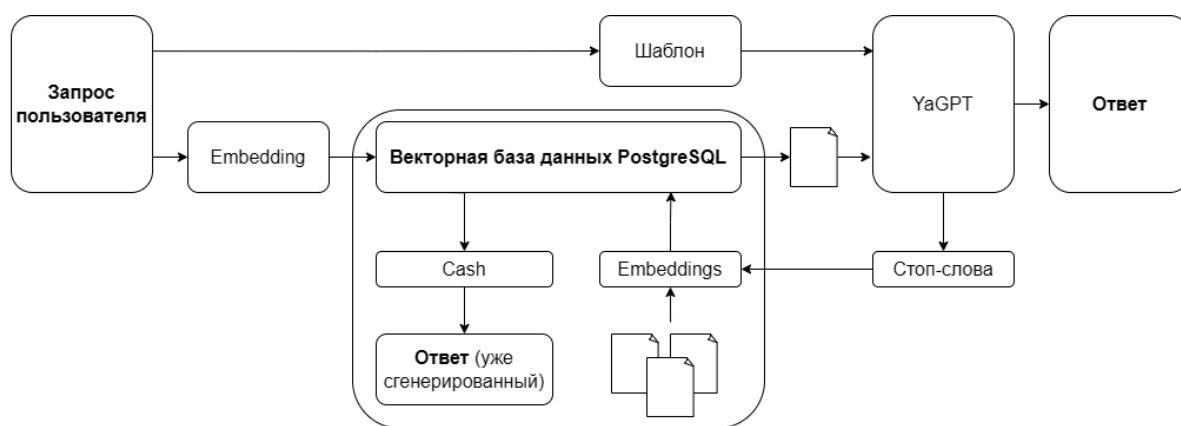 Запрос
пользователя
Шаблон
YaGPT
Ответ
Embedding
Векторная база данных PostgreSQL
Cash
Embeddings
Стоп-слова
Ответ (уже
сгенерированный)